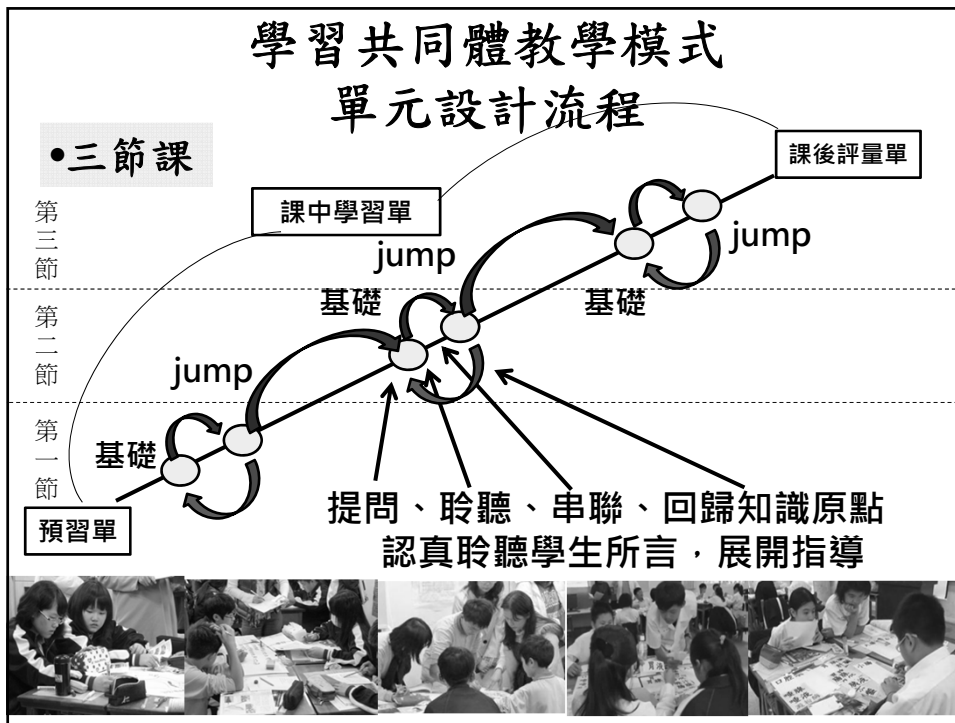 學習共同體教學模式
單元設計流程
•三節課
課後評量單
第三節
課中學習單
jump
jump
基礎
基礎
第二節
jump
第一節
基礎
提問、聆聽、串聯、回歸知識原點
預習單
認真聆聽學生所言，展開指導